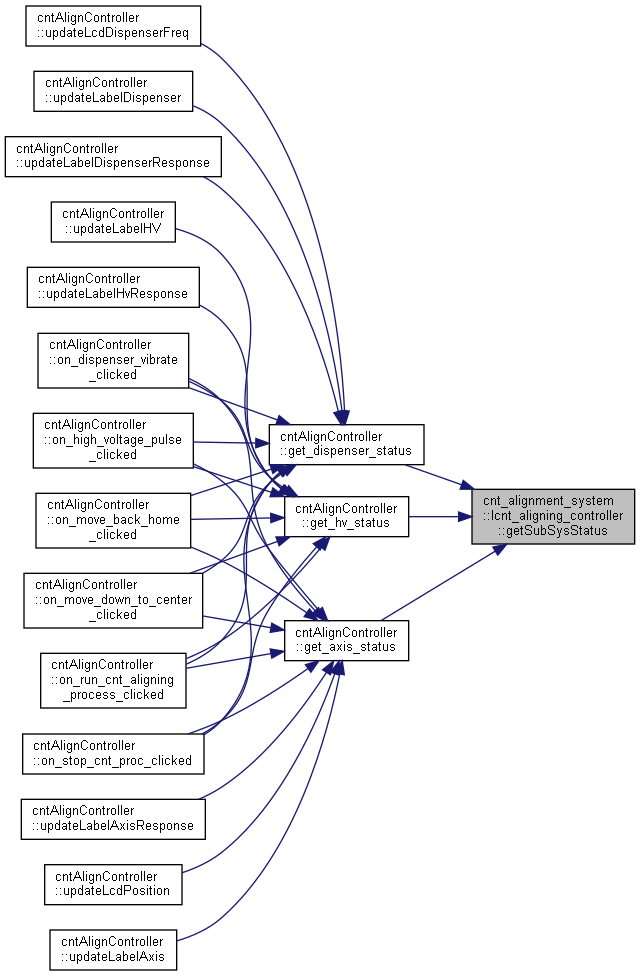 cntAlignController
::updateLcdDispenserFreq
cntAlignController
::updateLabelDispenser
cntAlignController
::updateLabelDispenserResponse
cntAlignController
::updateLabelHV
cntAlignController
::updateLabelHvResponse
cntAlignController
::on_dispenser_vibrate
_clicked
cntAlignController
::on_high_voltage_pulse
_clicked
cntAlignController
::on_move_back_home
_clicked
cntAlignController
::on_move_down_to_center
_clicked
cntAlignController
::on_run_cnt_aligning
_process_clicked
cntAlignController
::on_stop_cnt_proc_clicked
cntAlignController
::updateLabelAxisResponse
cntAlignController
::updateLcdPosition
cntAlignController
::updateLabelAxis
cntAlignController
::get_dispenser_status
cntAlignController
::get_hv_status
cntAlignController
::get_axis_status
cnt_alignment_system
::lcnt_aligning_controller
::getSubSysStatus